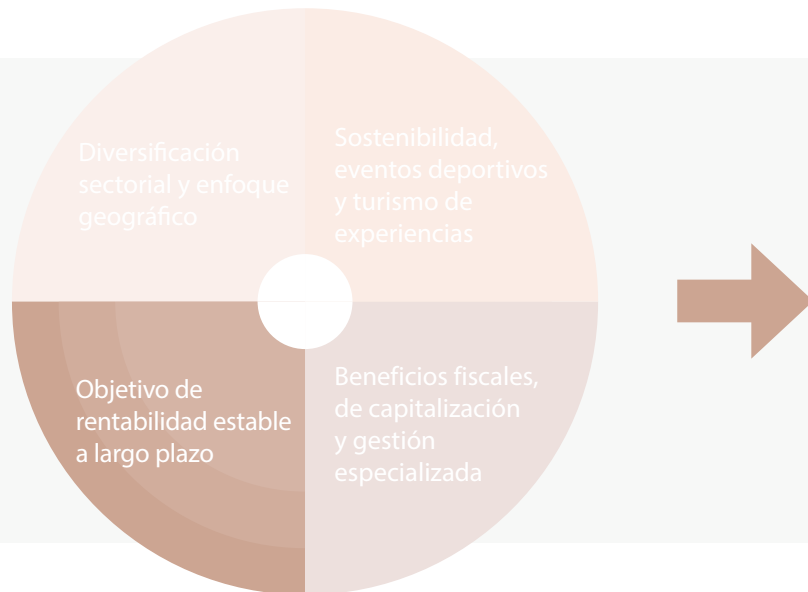 Diversificación
sectorial y enfoque
geográfico
Sostenibilidad,
eventos deportivos
y turismo de
experiencias
Objetivo de
rentabilidad estable
a largo plazo
Beneficios fiscales,
de capitalización
y gestión
especializada